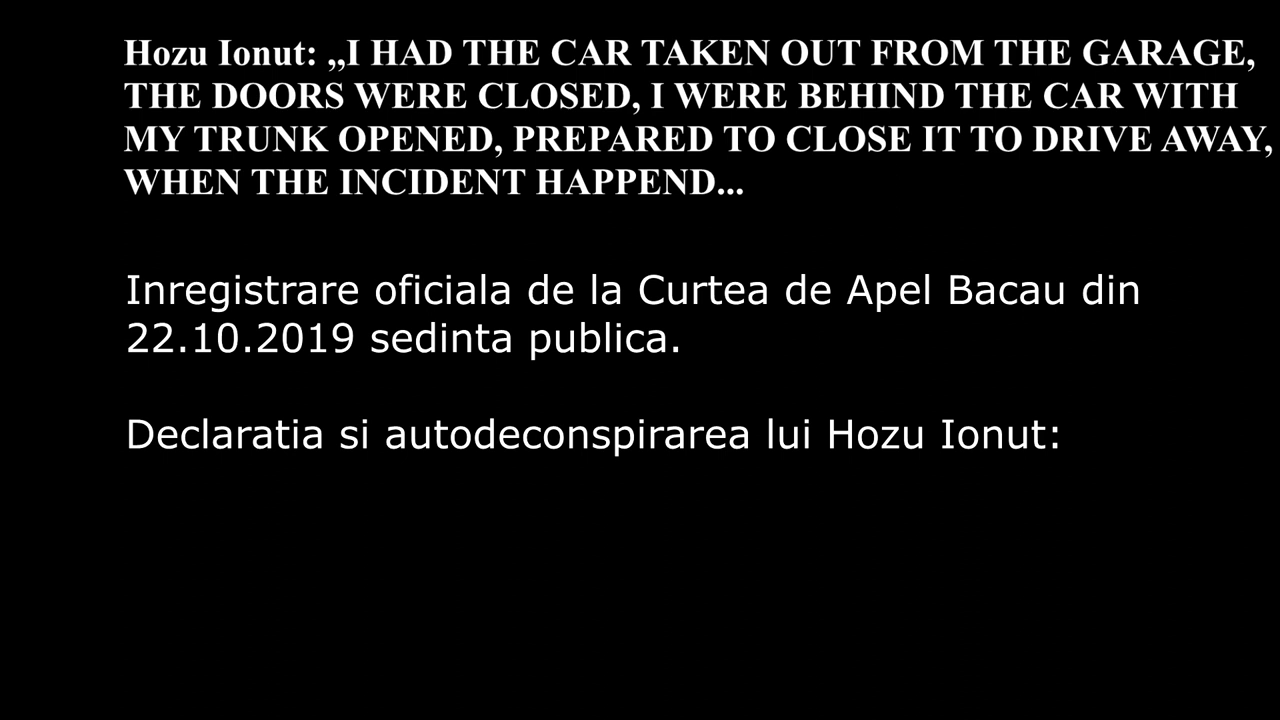 Hozu Ionut: „I HAD THE CAR TAKEN OUT FROM THE GARAGE,
THE DOORS WERE CLOSED, I WERE BEHIND THE CAR WITH
MY TRUNK OPENED, PREPARED TO CLOSE IT TO DRIVE AWAY,
WHEN THE INCIDENT HAPPEND...
Inregistrare oficiala de la Curtea de Apel Bacau din
22.10.2019 sedinta publica.
Declaratia si autodeconspirarea lui Hozu Ionut: